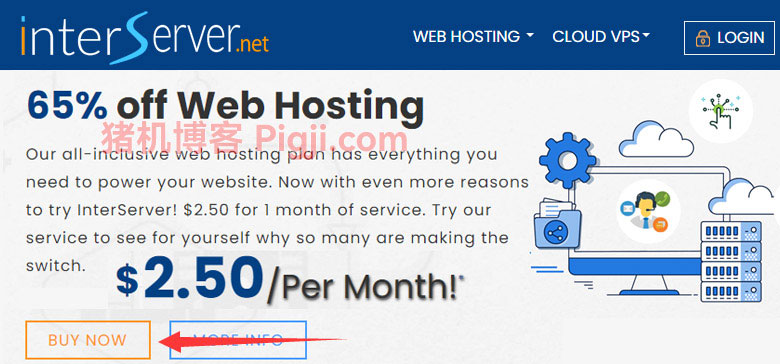 interServer.net
WEB HOSTING
CLOUD VPS
LOGIN
65% off Web Hosting
猪机博客 Pigji.com
Our all-inclusive web hosting plan has everything you
need to power your website. Now with even more reasons
to try InterServer! $2.50 for 1 month of service. Try our
service to see for yourself why so many are making the
switch.
$2.50/Per Month!*
BUY NOW
MORE INFO